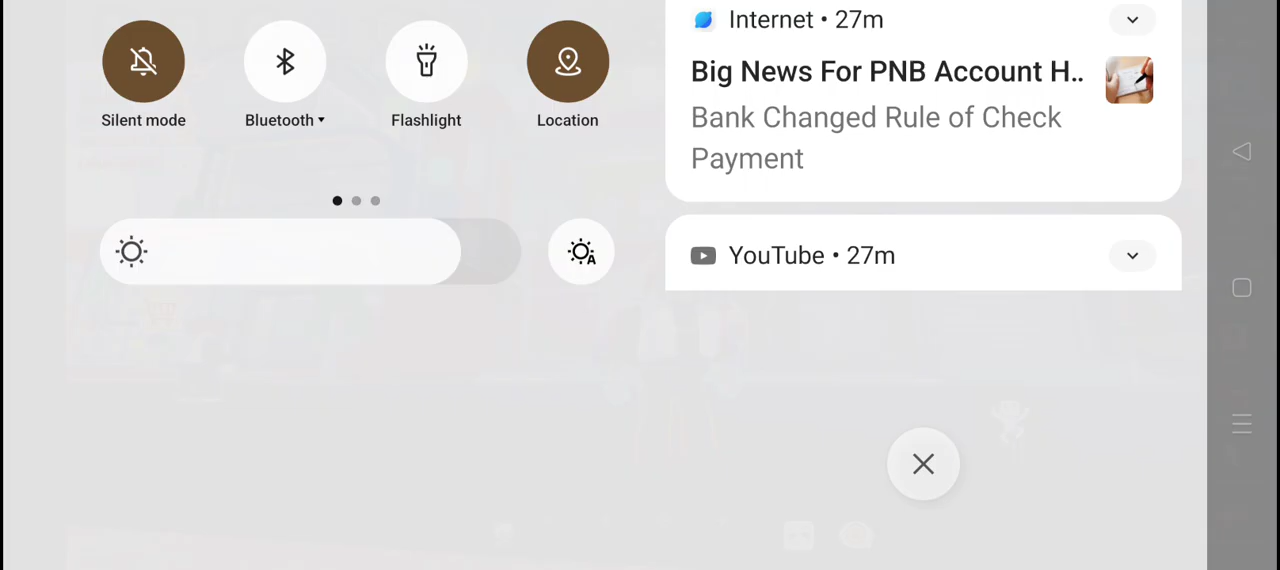 Silent mode
Bluetooth
Flashlight
Location
A
Internet • 27m
Big News For PNB Account H..
Bank Changed Rule of Check
Payment
YouTube • 27m